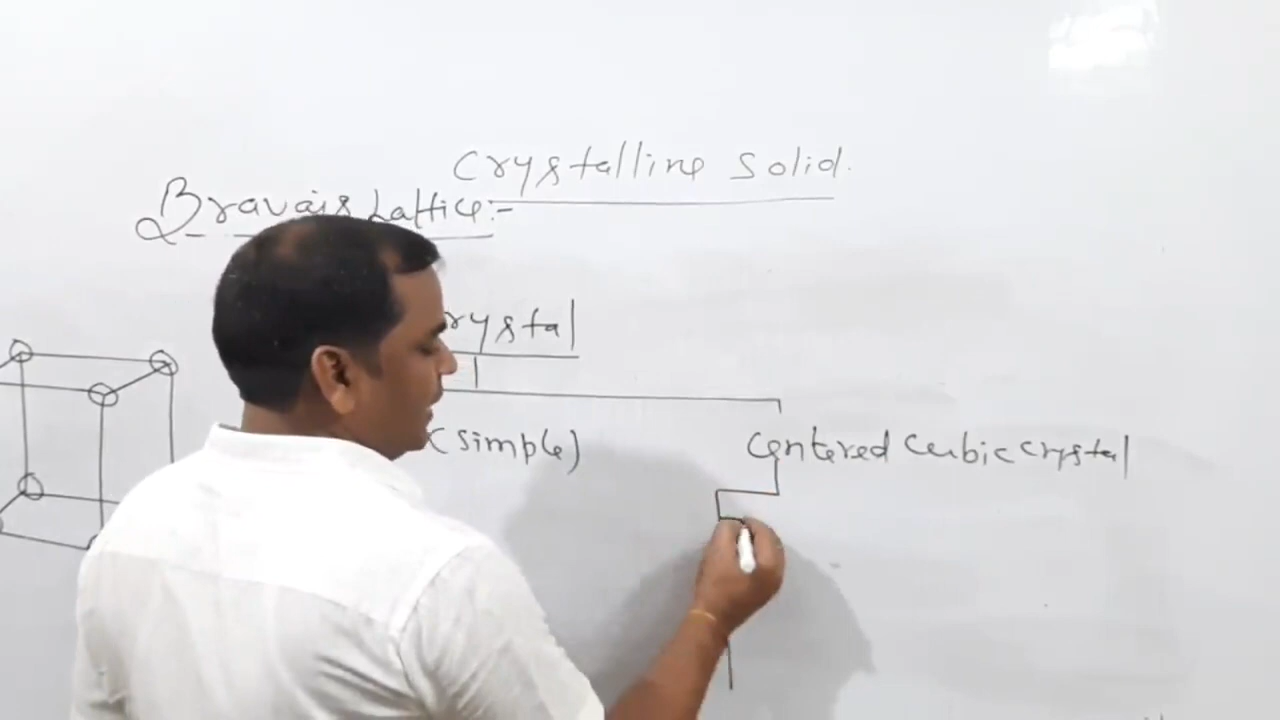 Crystalline Solid.
Bravais Lattice:-
rystal
(Simple)
Centered Cubic Crystal